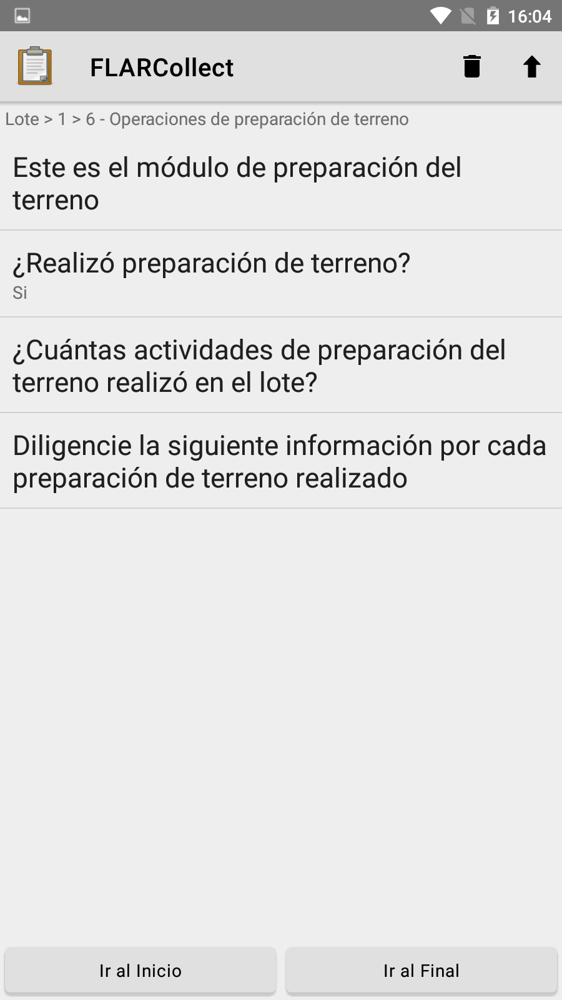 16:04
FLARCollect
Lote > 1 > 6 - Operaciones de preparación de terreno
Este es el módulo de preparación del
terreno
¿Realizó preparación de terreno?
Si
¿Cuántas actividades de preparación del
terreno realizó en el lote?
Diligencie la siguiente información por cada
preparación de terreno realizado
Ir al Inicio
Ir al Final